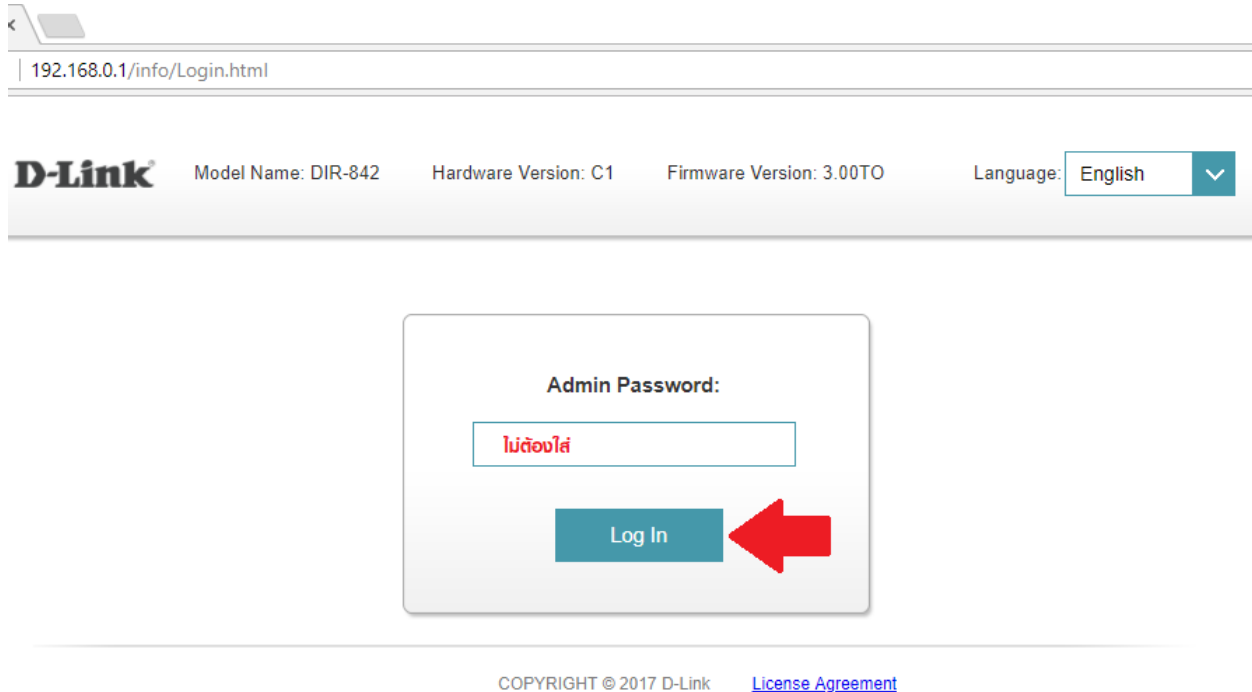 192.168.0.1/info/Login.html
D-Link Model Name: DIR-842 Hardware Version: C1 Firmware Version: 3.00TO Language: English
Admin Password:
ไม่ต้องใส่
Log In
COPYRIGHT © 2017 D-Link License Agreement